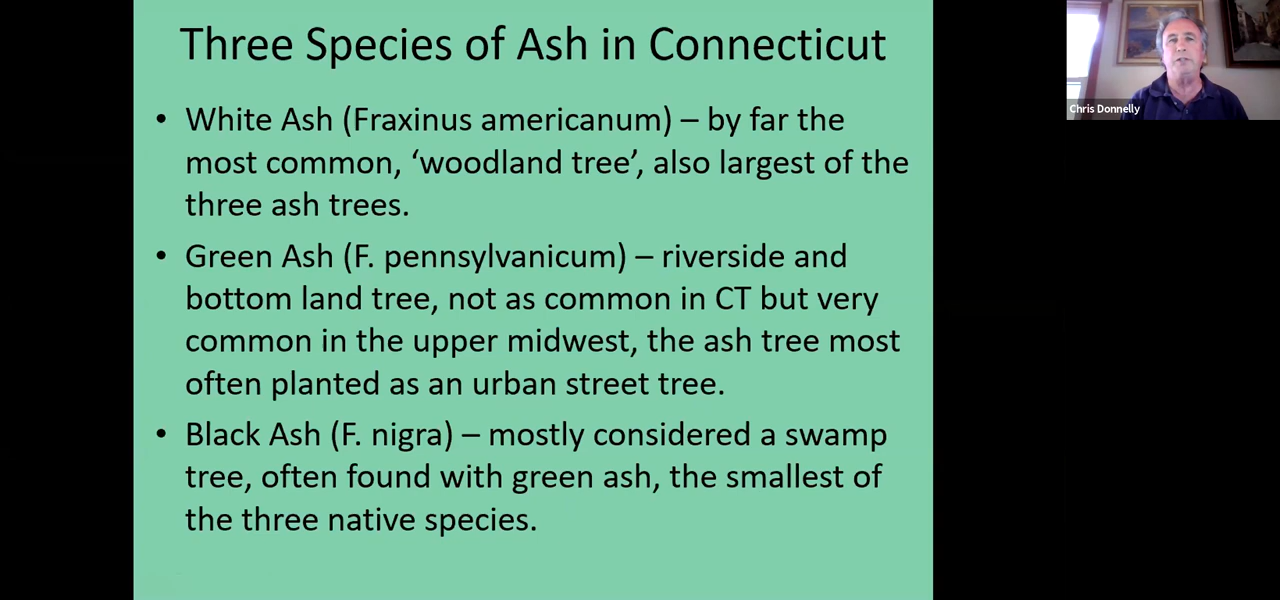 Three Species of Ash in Connecticut
• White Ash (Fraxinus americanum) – by far the
most common, ‘woodland tree’, also largest of the
three ash trees.
• Green Ash (F. pennsylvanicum) – riverside and
bottom land tree, not as common in CT but very
common in the upper midwest, the ash tree most
often planted as an urban street tree.
• Black Ash (F. nigra) – mostly considered a swamp
tree, often found with green ash, the smallest of
the three native species.
Chris Donnelly